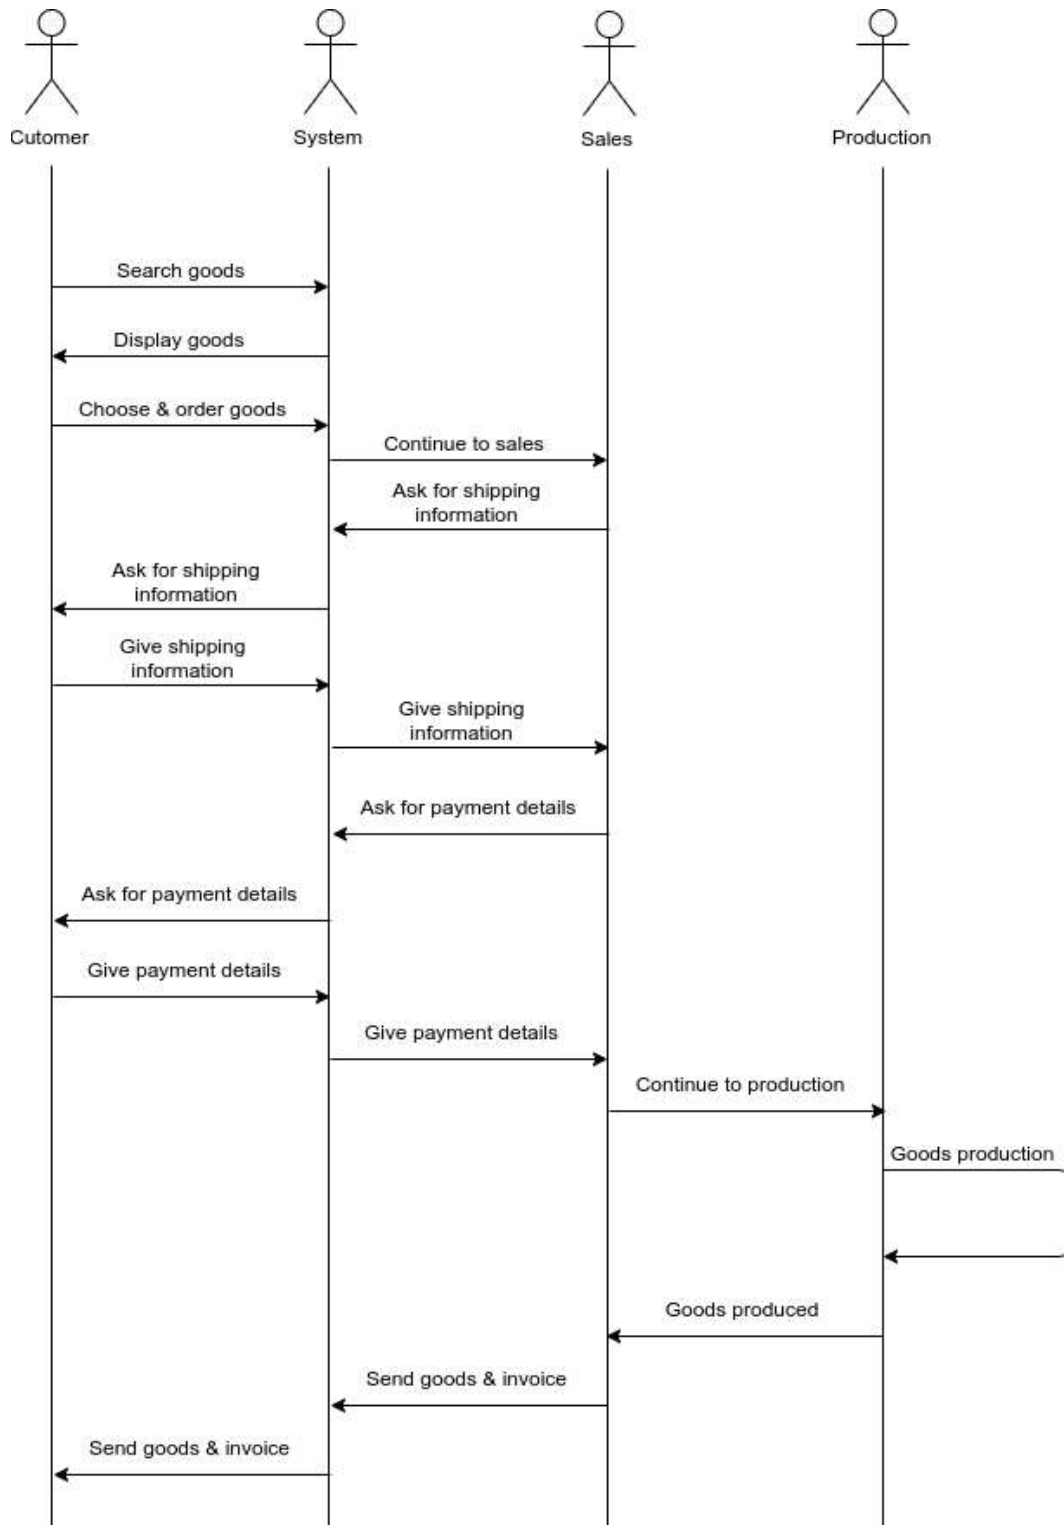 Cutomer
System
Sales
Production
Search goods
Display goods
Choose & order goods
Continue to sales
Ask for shipping
information
Ask for shipping
information
Give shipping
information
Give shipping
information
Ask for payment details
Ask for payment details
Give payment details
Give payment details
Continue to production
Goods production
Goods produced
Send goods & invoice
Send goods & invoice